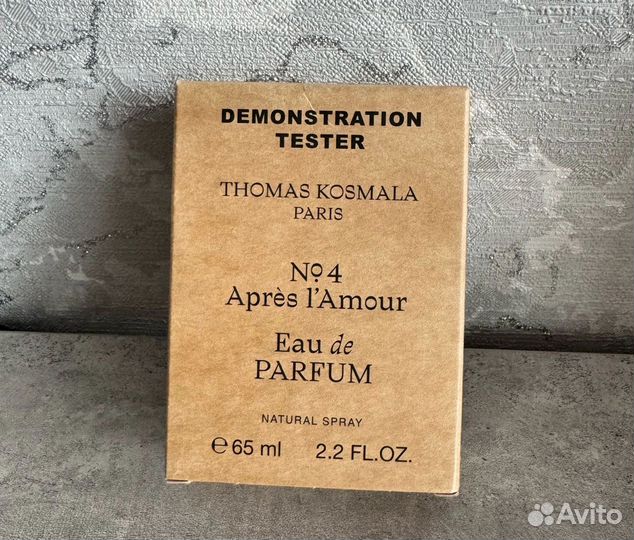 DEMONSTRATION
TESTER
THOMAS KOSMALA
PARIS
Nº4
Après l'Amour
Eau de
PARFUM
NATURAL SPRAY
℮65 ml 2.2 FL.OZ.
Avito